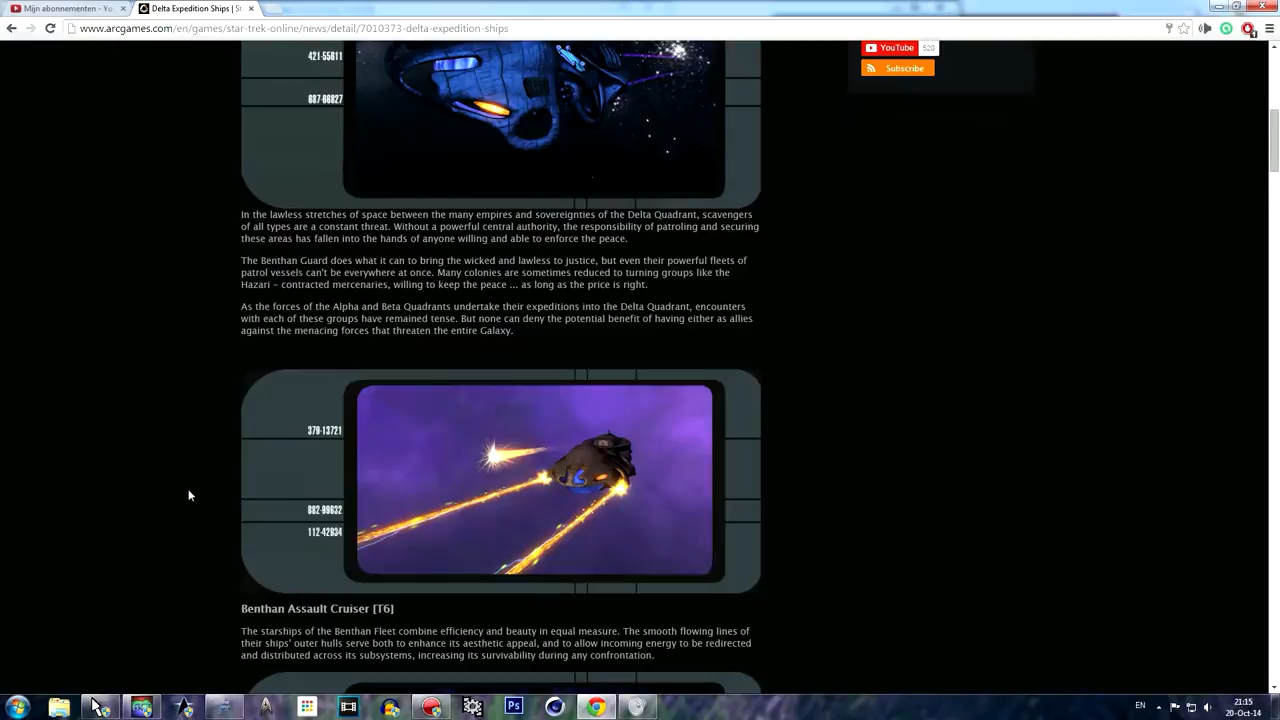 Mijn abonnementen - Yo
Delta Expedition Ships | St
www.arcgames.com/en/games/star-trek-online/news/detail/7010373-delta-expedition-ships
421-55611
687-86827
YouTube 520
Subscribe
In the lawless stretches of space between the many empires and sovereignties of the Delta Quadrant, scavengers
of all types are a constant threat. Without a powerful central authority, the responsibility of patroling and securing
these areas has fallen into the hands of anyone willing and able to enforce the peace.
The Benthan Guard does what it can to bring the wicked and lawless to justice, but even their powerful fleets of
patrol vessels can't be everywhere at once. Many colonies are sometimes reduced to turning groups like the
Hazari – contracted mercenaries, willing to keep the peace ... as long as the price is right.
As the forces of the Alpha and Beta Quadrants undertake their expeditions into the Delta Quadrant, encounters
with each of these groups have remained tense. But none can deny the potential benefit of having either as allies
against the menacing forces that threaten the entire Galaxy.
379-13721
882-99632
112-42034
Benthan Assault Cruiser [T6]
The starships of the Benthan Fleet combine efficiency and beauty in equal measure. The smooth flowing lines of
their ships' outer hulls serve both to enhance its aesthetic appeal, and to allow incoming energy to be redirected
and distributed across its subsystems, increasing its survivability during any confrontation.
Ps
EN
21:15
20-Oct-14